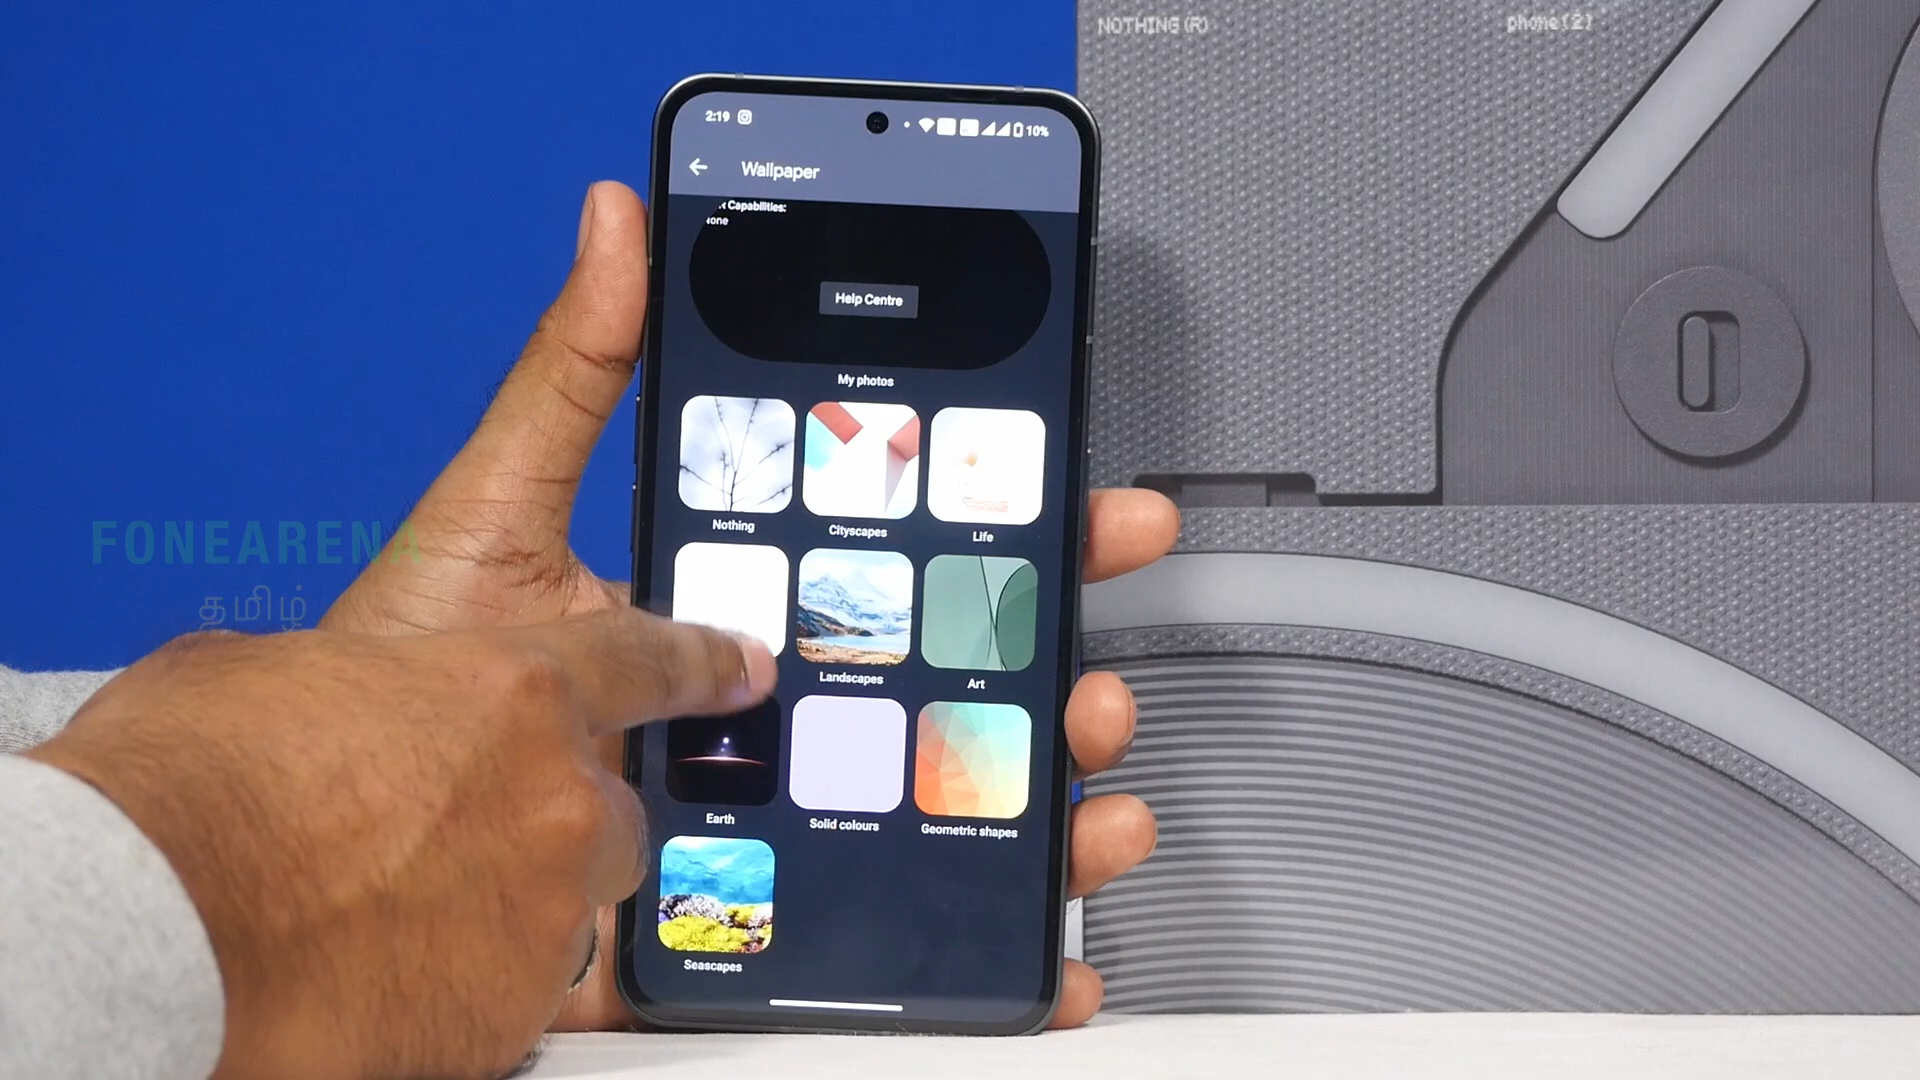 NOTHING (R)
phone (2)
2:19
10%
Wallpaper
Capabilities:
Help Centre
My photos
Nothing
Cityscapes
Life
Landscapes
Art
Earth
Solid colours
Geometric shapes
Seascapes
FONEARENA
தமிழ்